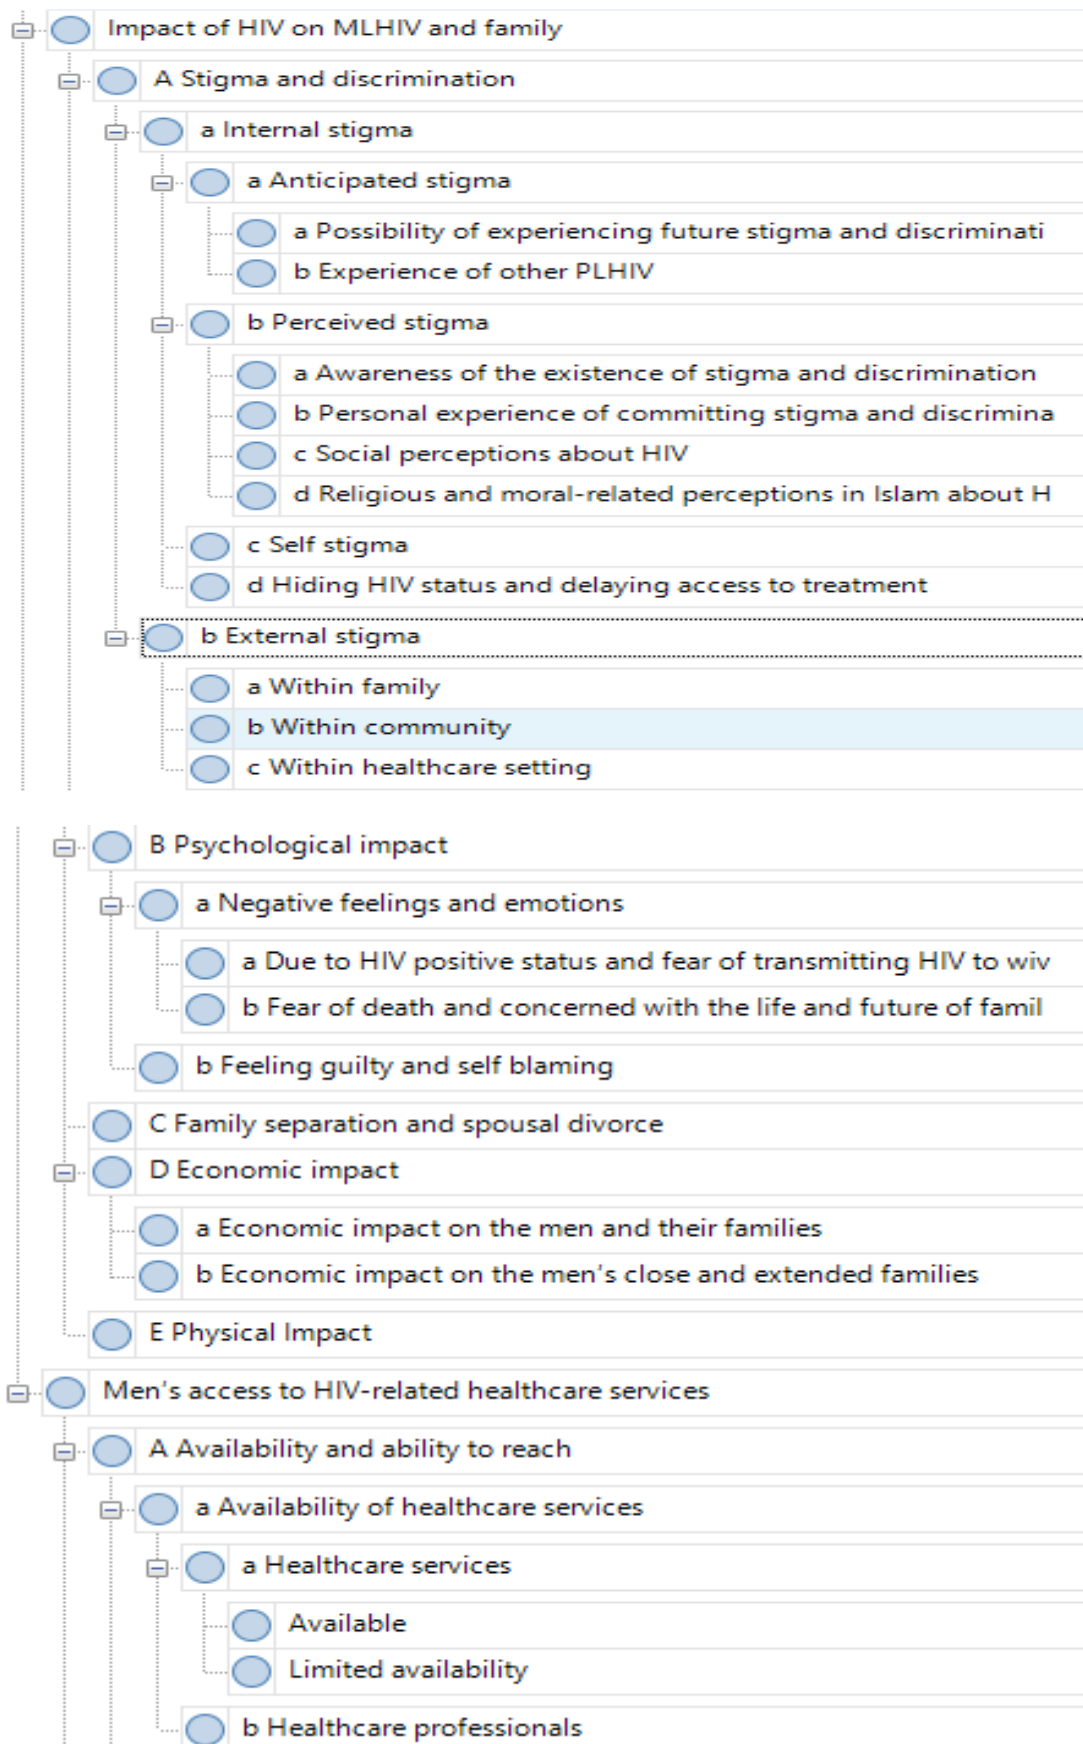 Impact of HIV on MLHIV and family
A Stigma and discrimination
a Internal stigma
a Anticipated stigma
a Possibility of experiencing future stigma and discriminati
b Experience of other PLHIV
b Perceived stigma
a Awareness of the existence of stigma and discrimination
b Personal experience of committing stigma and discrimina
c Social perceptions about HIV
d Religious and moral-related perceptions in Islam about H
c Self stigma
d Hiding HIV status and delaying access to treatment
b External stigma
a Within family
b Within community
c Within healthcare setting
B Psychological impact
a Negative feelings and emotions
a Due to HIV positive status and fear of transmitting HIV to wiv
b Fear of death and concerned with the life and future of famil
b Feeling guilty and self blaming
C Family separation and spousal divorce
D Economic impact
a Economic impact on the men and their families
b Economic impact on the men's close and extended families
E Physical Impact
Men's access to HIV-related healthcare services
A Availability and ability to reach
a Availability of healthcare services
a Healthcare services
Available
Limited availability
b Healthcare professionals